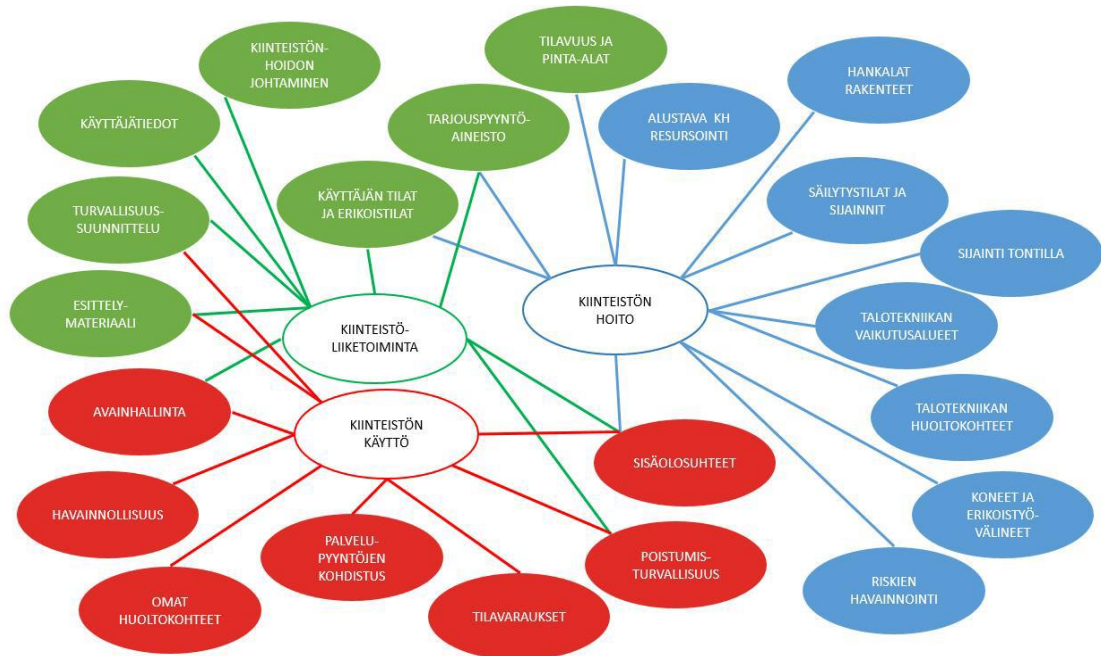 KIINTEISTÖN-
HOIDON
JOHTAMINEN
TILAVUUS JA
PINTA-ALAT
HANKALAT
RAKENTEET
KÄYTTÄJÄTIEDOT
TARJOUSPYYNTÖ-
AINEISTO
ALUSTAVA KH
RESURSOINTI
KÄYTTÄJÄN TILAT
JA ERIKOISTILAT
SÄILYTYSTILAT JA
SIJAINNIT
TURVALLISUUS-
SUUNNITTELU
SIJAINTI TONTILLA
ESITTELY-
MATERIAALI
KIINTEISTÖ-
LIIKETOIMINTA
KIINTEISTÖN
HOITO
TALOTEKNIIKAN
VAIKUTUSALUEET
AVAINHALLINTA
KIINTEISTÖN
KÄYTTÖ
TALOTEKNIIKAN
HUOLTOKOHTEET
SISÄOLOSUHTEET
HAVAINNOLLISUUS
KONEET JA
ERIKOISTYÖ-
VÄLINEET
PALVELU-
PYYNTÖJEN
KOHDISTUS
POISTUMIS-
TURVALLISUUS
RISKIEN
HAVAINNOINTI
OMAT
HUOLTOKOHTEET
TILAVARAUKSET